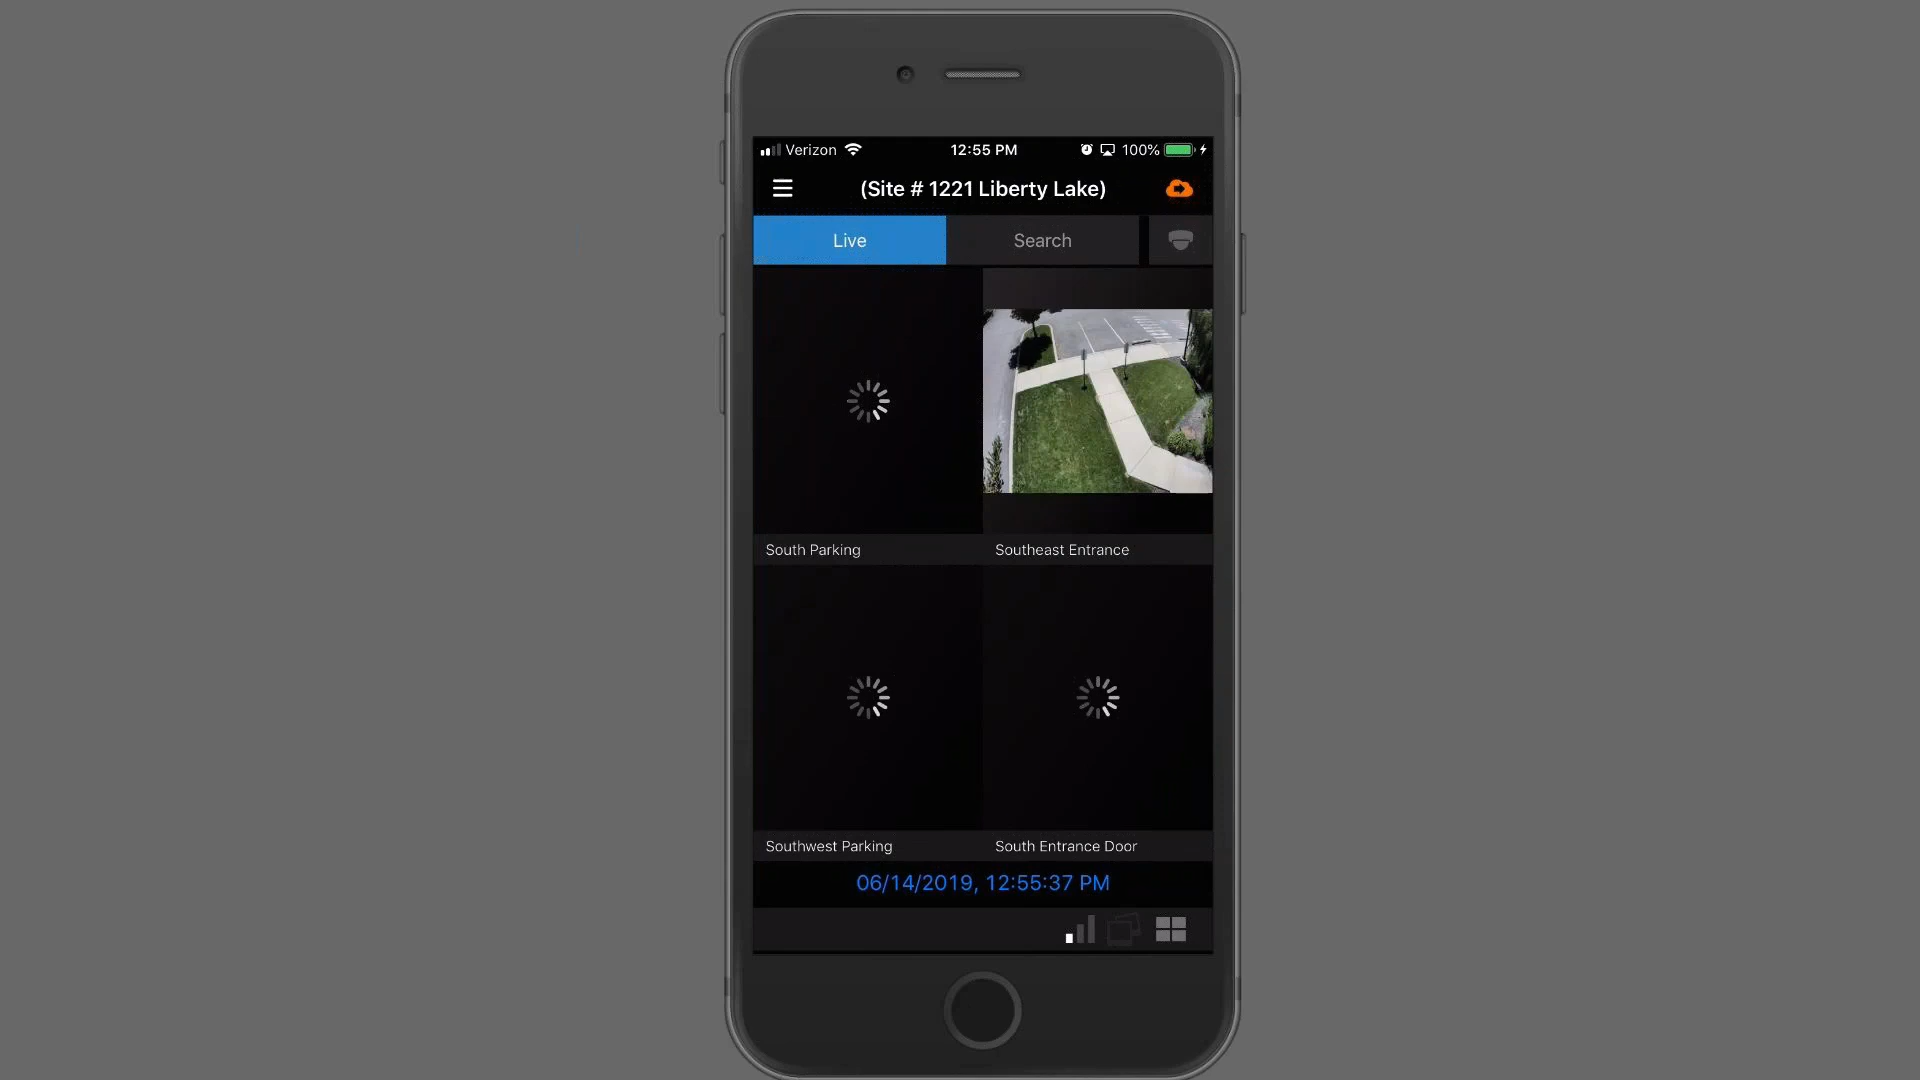 Verizon 12:55 PM 100%
(Site # 1221 Liberty Lake)
Live Search
South Parking Southeast Entrance
Southwest Parking South Entrance Door
06/14/2019, 12:55:37 PM